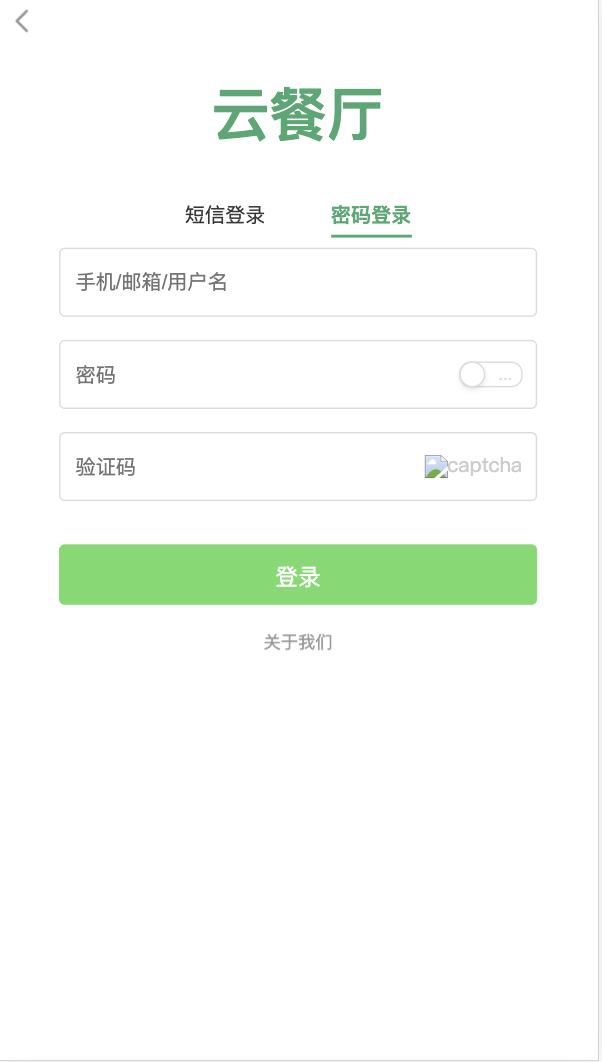 云餐厅
短信登录 密码登录
手机/邮箱/用户名
密码 ...
验证码 captcha
登录
关于我们